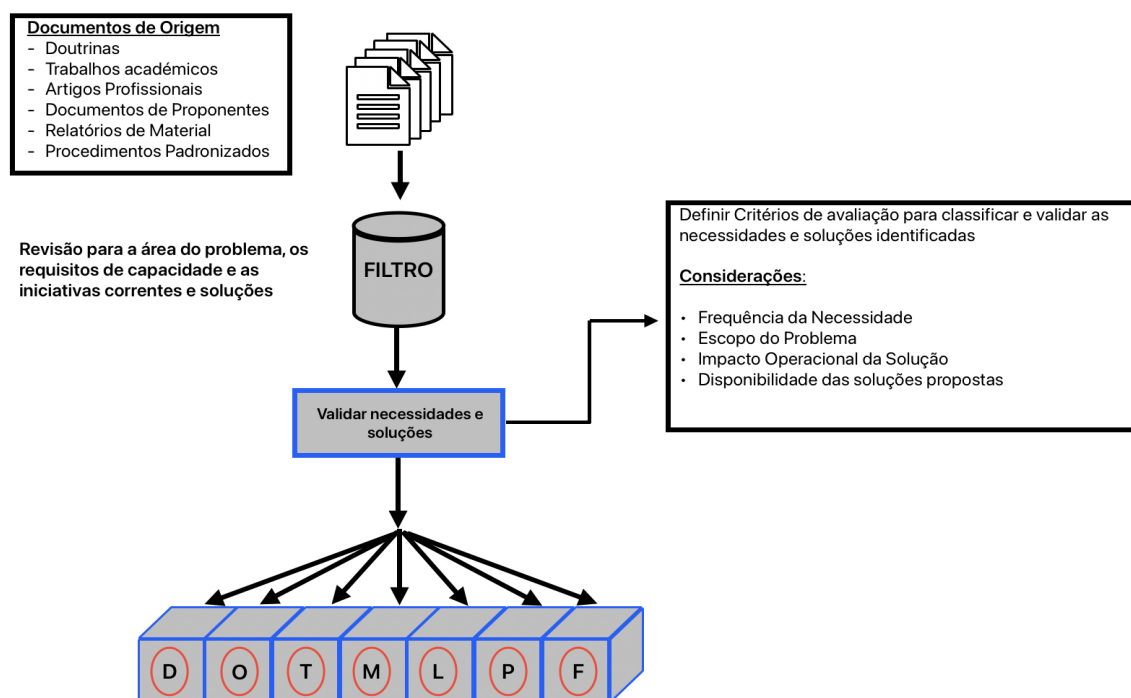 Documentos de Origem
- Doutrinas
- Trabalhos académicos
- Artigos Profissionais
- Documentos de Proponentes
- Relatórios de Material
- Procedimentos Padronizados
Revisão para a área do problema, os
requisitos de capacidade e as
iniciativas correntes e soluções
FILTRO
Definir Critérios de avaliação para classificar e validar as
necessidades e soluções identificadas
Considerações:
• Frequência da Necessidade
• Escopo do Problema
• Impacto Operacional da Solução
• Disponibilidade das soluções propostas
Validar necessidades e
soluções
D O T M L P F